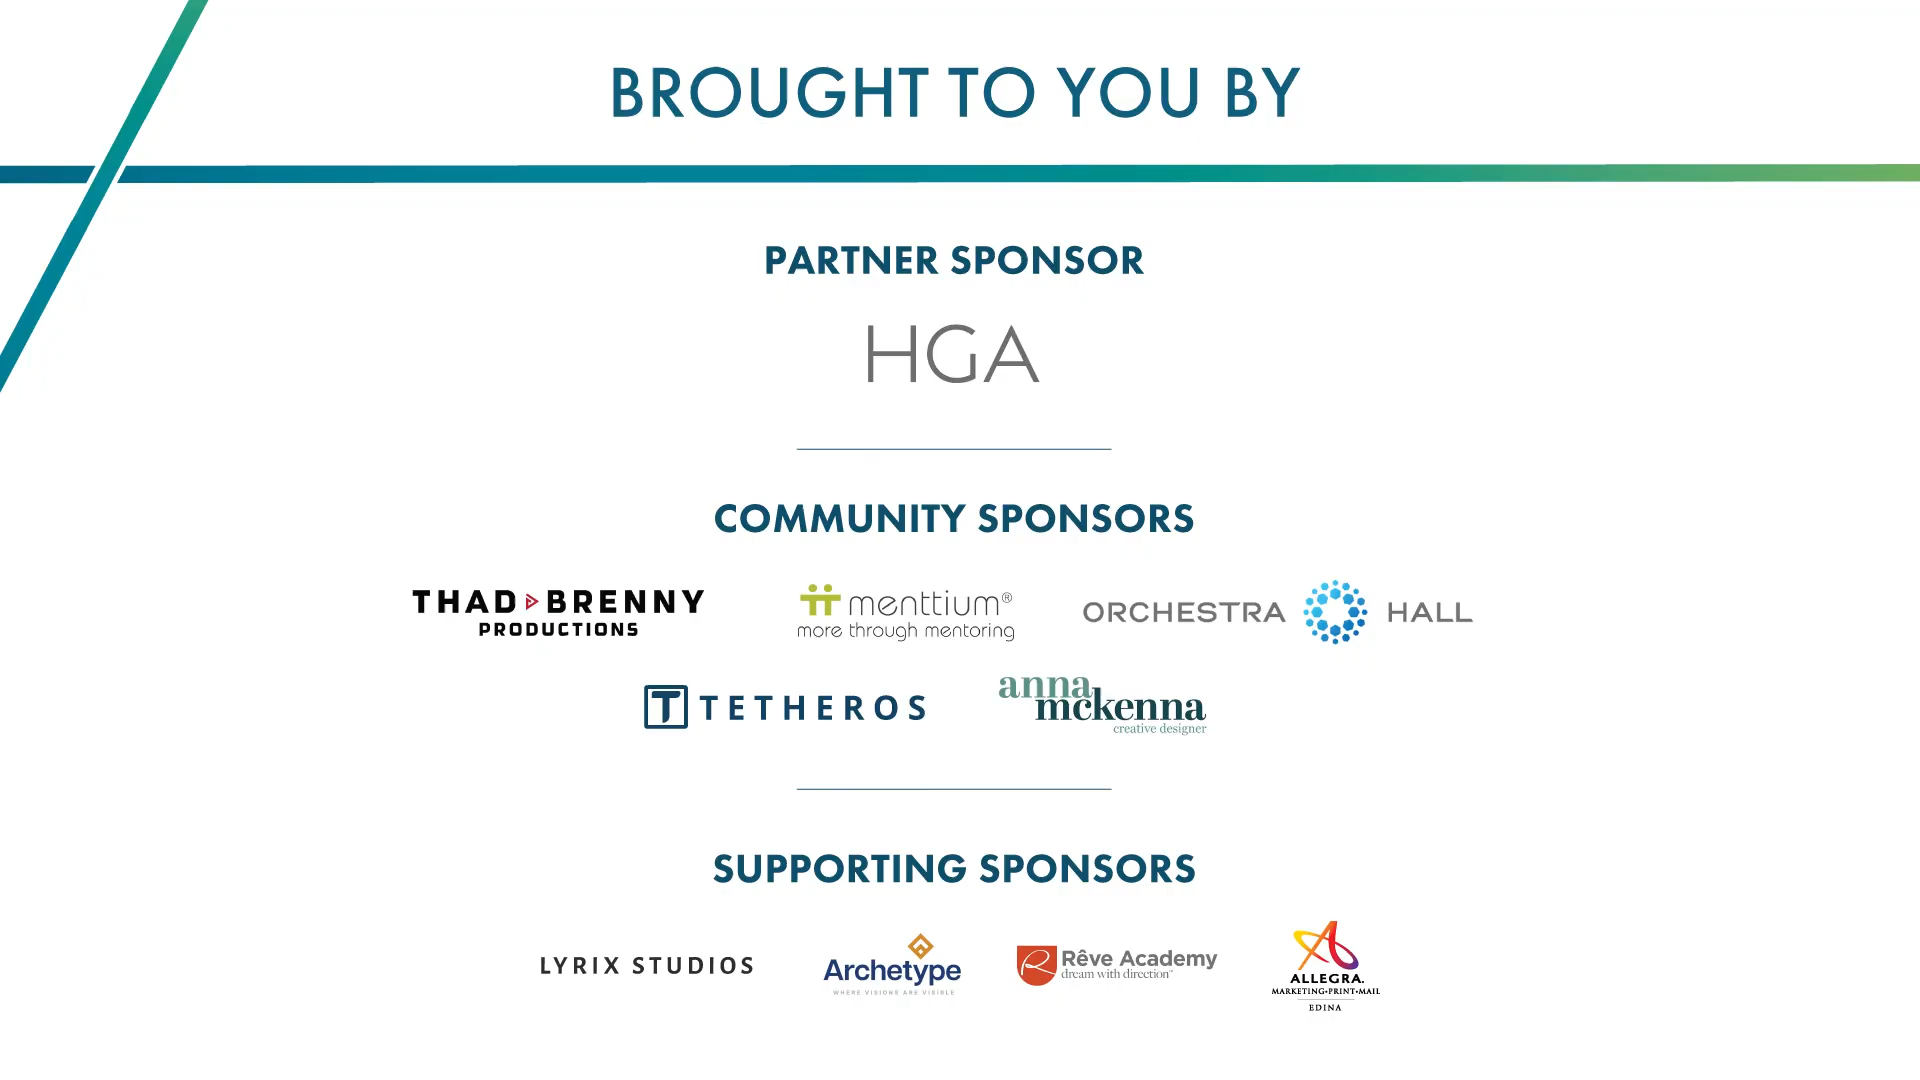 BROUGHT TO YOU BY
PARTNER SPONSOR
HGA
COMMUNITY SPONSORS
THAD BRENNY
PRODUCTIONS
menttium®
more through mentoring
ORCHESTRA HALL
T TETHEROS
anna
mckenna
creative designer
SUPPORTING SPONSORS
LYRIX STUDIOS
Archetype
WHERE VISIONS ARE VISIBLE
R Rêve Academy
dream with direction™
ALLEGRA.
MARKETING•PRINT•MAIL
EDINA